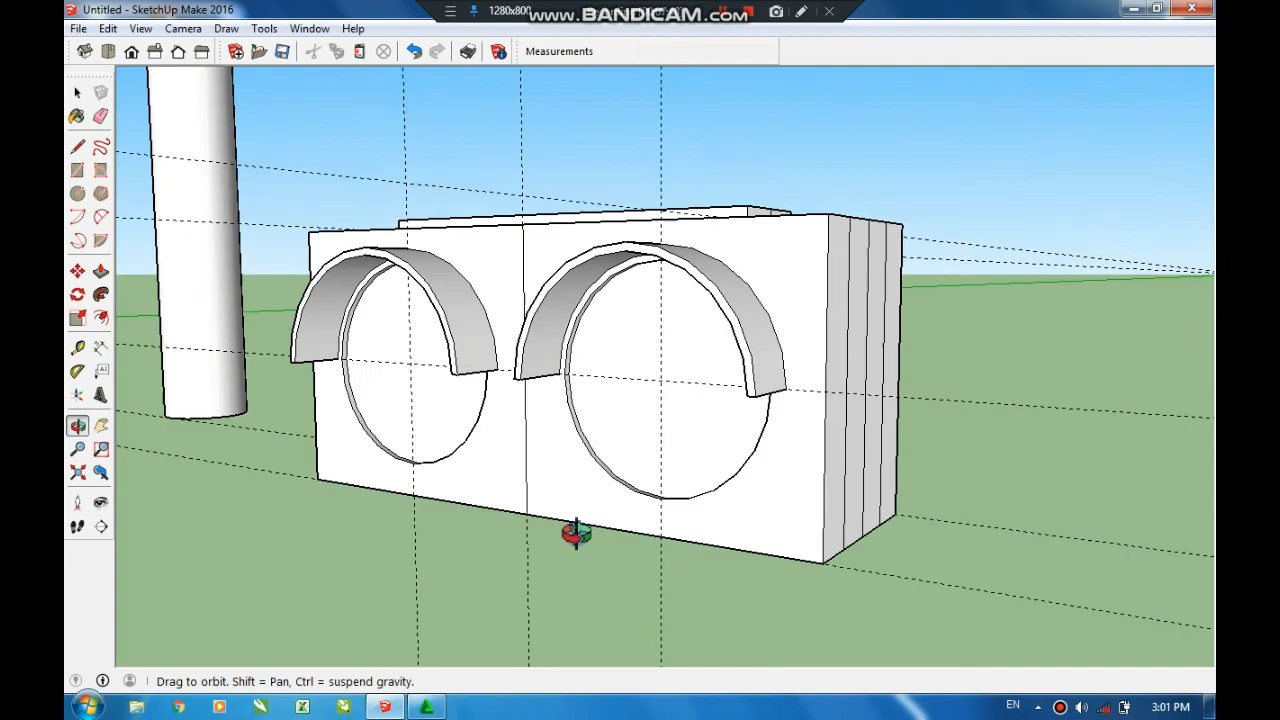 Untitled - SketchUp Make 2016
1280x800
www.BANDICAM.com
File Edit View Camera Draw Tools Window Help
Measurements
Drag to orbit. Shift = Pan, Ctrl = suspend gravity.
EN
3:01 PM